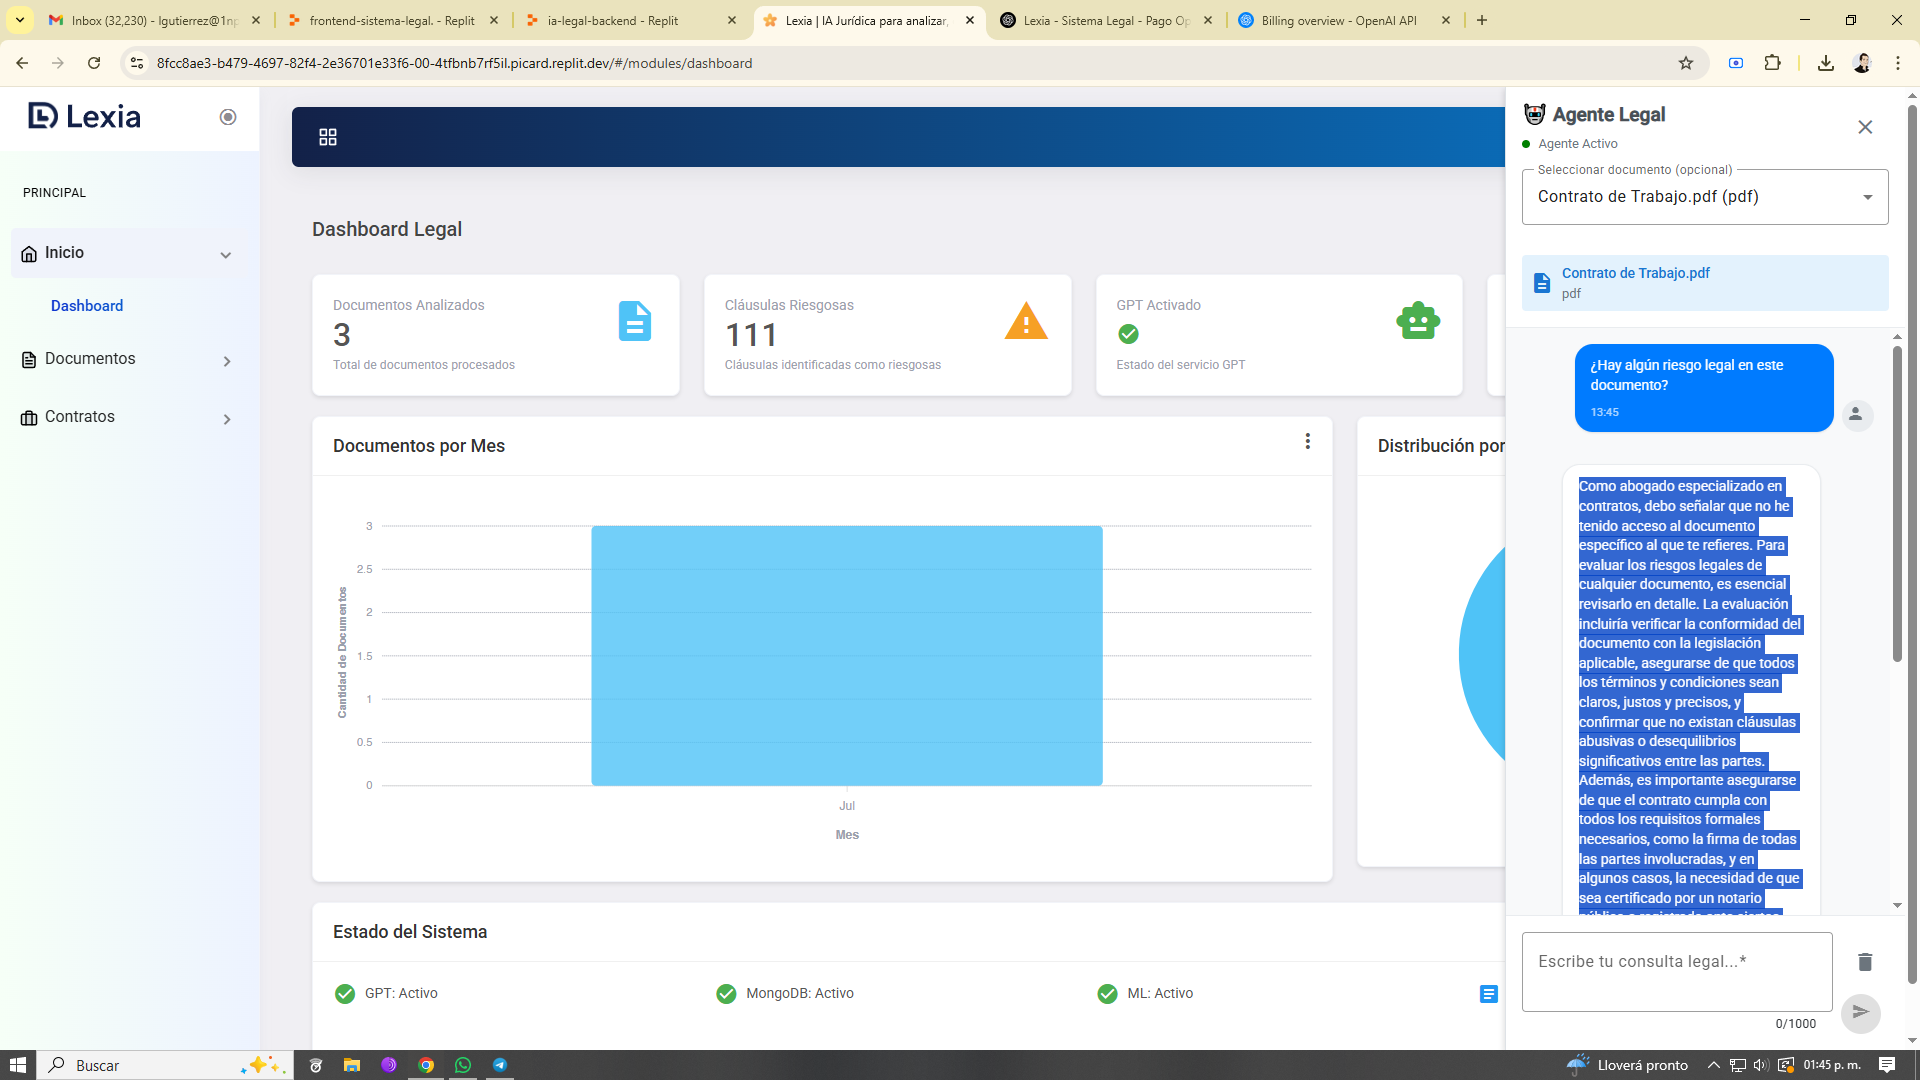 Inbox (32,230) - lgutierrez@1np
frontend-sistema-legal. - Replit
ia-legal-backend - Replit
Lexia | IA Jurídica para analizar,
Lexia - Sistema Legal - Pago Op
Billing overview - OpenAI API
8fcc8ae3-b479-4697-82f4-2e36701e33f6-00-4tfbnb7rf5il.picard.replit.dev/#/modules/dashboard
Lexia
PRINCIPAL
Inicio
Dashboard
Documentos
Contratos
Dashboard Legal
Documentos Analizados
3
Total de documentos procesados
Cláusulas Riesgosas
111
Cláusulas identificadas como riesgosas
GPT Activado
Estado del servicio GPT
Documentos por Mes
3
2.5
2
1.5
1
0.5
0
Cantidad de Documentos
Jul
Mes
Distribución por
Estado del Sistema
GPT: Activo
MongoDB: Activo
ML: Activo
Agente Legal
Agente Activo
Seleccionar documento (opcional)
Contrato de Trabajo.pdf (pdf)
Contrato de Trabajo.pdf
pdf
¿Hay algún riesgo legal en este
documento?
13:45
Como abogado especializado en
contratos, debo señalar que no he
tenido acceso al documento
específico al que te refieres. Para
evaluar los riesgos legales de
cualquier documento, es esencial
revisarlo en detalle. La evaluación
incluiría verificar la conformidad del
documento con la legislación
aplicable, asegurarse de que todos
los términos y condiciones sean
claros, justos y precisos, y
confirmar que no existan cláusulas
abusivas o desequilibrios
significativos entre las partes.
Además, es importante asegurarse
de que el contrato cumpla con
todos los requisitos formales
necesarios, como la firma de todas
las partes involucradas, y en
algunos casos, la necesidad de que
sea certificado por un notario
Escribe tu consulta legal...*
0/1000
Buscar
Lloverá pronto
01:45 p. m.